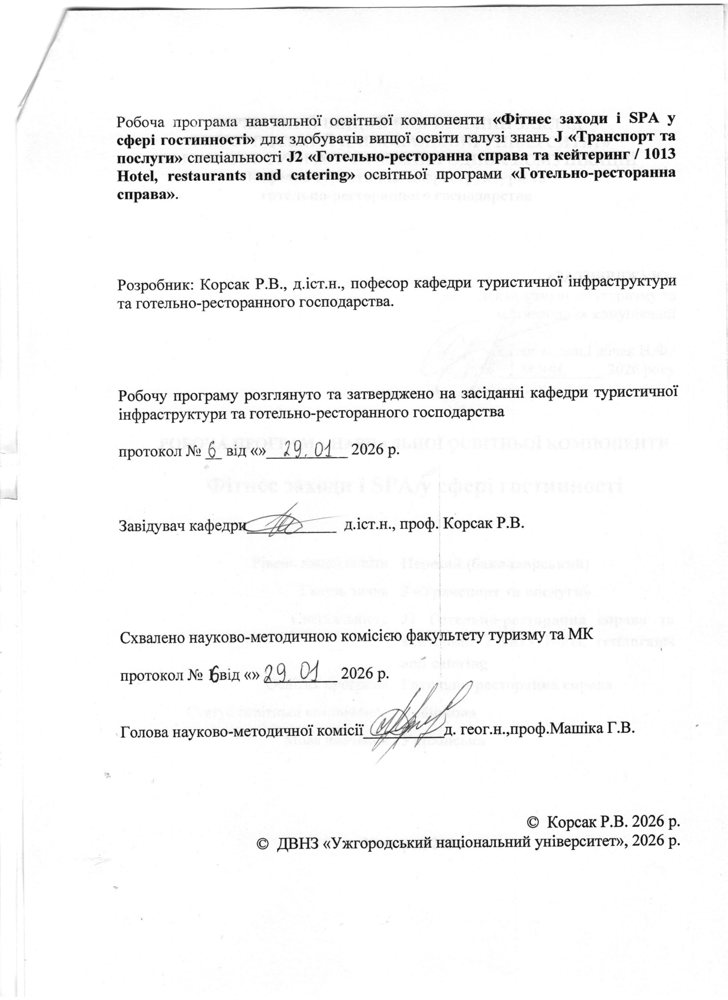 Робоча програма навчальної освітньої компоненти «Фітнес заходи і SPA у
сфері гостинності» для здобувачів вищої освіти галузі знань J «Транспорт та
послуги» спеціальності J2 «Готельно-ресторанна справа та кейтеринг / 1013
Hotel, restaurants and catering» освітньої програми «Готельно-ресторанна
справа».
Розробник: Корсак Р.В., д.іст.н., пофесор кафедри туристичної інфраструктури
та готельно-ресторанного господарства.
Робочу програму розглянуто та затверджено на засіданні кафедри туристичної
інфраструктури та готельно-ресторанного господарства
протокол № 6 від «» 29.01 2026 р.
Завідувач кафедри д.іст.н., проф. Корсак Р.В.
Схвалено науково-методичною комісією факультету туризму та МК
протокол № 6 від «» 29.01 2026 р.
Голова науково-методичної комісії д. геог.н.,проф.Машіка Г.В.
© Корсак Р.В. 2026 р.
© ДВНЗ «Ужгородський національний університет», 2026 р.